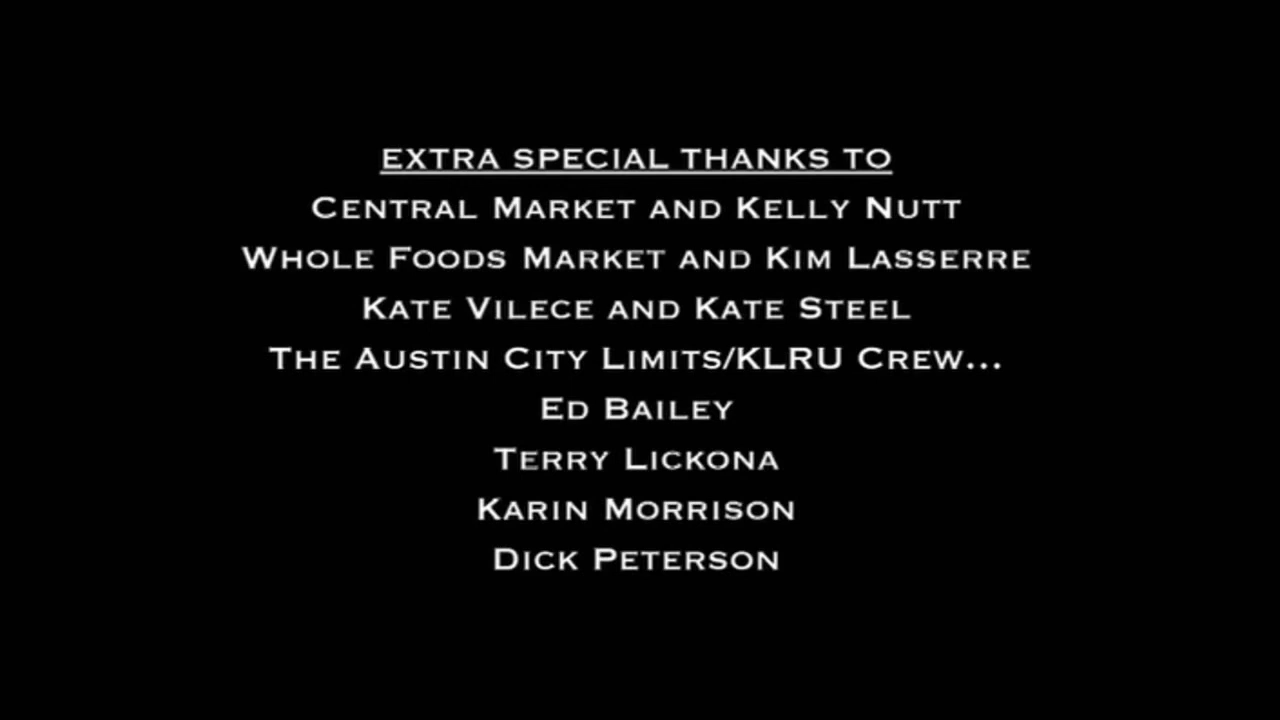 EXTRA SPECIAL THANKS TO
CENTRAL MARKET AND KELLY NUTT
WHOLE FOODS MARKET AND KIM LASSERRE
KATE VILECE AND KATE STEEL
THE AUSTIN CITY LIMITS/KLRU CREW...
ED BAILEY
TERRY LICKONA
KARIN MORRISON
DICK PETERSON